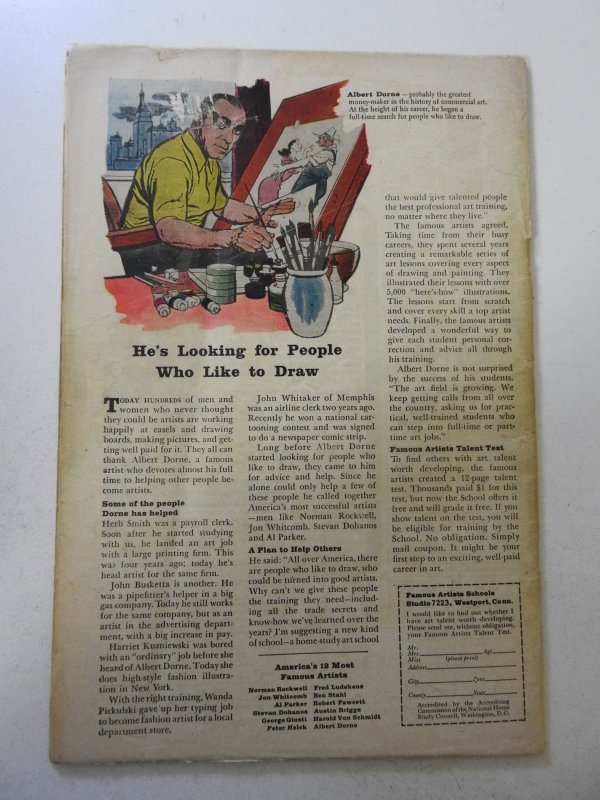 Albert Dorne – probably the greatest
money-maker in the history of commercial art.
At the height of his career, he began a
full-time search for people who like to draw.
He's Looking for People
Who Like to Draw
TODAY HUNDREDS of men and
women who never thought
they could be artists are working
happily at easels and drawing
boards, making pictures, and get-
ting well paid for it. They all can
thank Albert Dorne, a famous
artist who devotes almost his full
time to helping other people be-
come artists.
Some of the people
Dorne has helped
Herb Smith was a payroll clerk.
Soon after he started studying
with us, he landed an art job
with a large printing firm. This
was four years ago; today he's
head artist for the same firm.
John Busketta is another. He
was a pipefitter's helper in a big
gas company. Today he still works
for the same company, but as an
artist in the advertising depart-
ment, with a big increase in pay.
Harriet Kuzniewski was bored
with an "ordinary" job before she
heard of Albert Dorne. Today she
does high-style fashion illustra-
tion in New York.
With the right training, Wanda
Pickulski gave up her typing job
to become fashion artist for a local
department store.
John Whitaker of Memphis
was an airline clerk two years ago.
Recently he won a national car-
tooning contest and was signed
to do a newspaper comic strip.
Long before Albert Dorne
started looking for people who
like to draw, they came to him
for advice and help. Since he
alone could only help a few of
these people he called together
America's most successful artists
—men like Norman Rockwell,
Jon Whitcomb, Stevan Dohanos
and Al Parker.
A Plan to Help Others
He said: "All over America, there
are people who like to draw, who
could be turned into good artists.
Why can't we give these people
the training they need—includ-
ing all the trade secrets and
know-how we've learned over the
years? I'm suggesting a new kind
of school—a home-study art school
America's 12 Most
Famous Artists
Norman Rockwell Fred Ludekens
Jon Whitcomb Ben Stahl
Al Parker Robert Fawcett
Stevan Dohanos Austin Briggs
George Giusti Harold Von Schmidt
Peter Helck Albert Dorne
that would give talented people
the best professional art training,
no matter where they live."
The famous artists agreed.
Taking time from their busy
careers, they spent several years
creating a remarkable series of
art lessons covering every aspect
of drawing and painting. They
illustrated their lessons with over
5,000 "here's-how" illustrations.
The lessons start from scratch
and cover every skill a top artist
needs. Finally, the famous artists
developed a wonderful way to
give each student personal cor-
rection and advice all through
his training.
Albert Dorne is not surprised
by the success of his students.
"The art field is growing. We
keep getting calls from all over
the country, asking us for prac-
tical, well-trained students who
can step into full-time or part-
time art jobs."
Famous Artists Talent Test
To find others with art talent
worth developing, the famous
artists created a 12-page talent
test. Thousands paid $1 for this
test, but now the School offers it
free and will grade it free. If you
show talent on the test, you will
be eligible for training by the
School. No obligation. Simply
mail coupon. It might be your
first step to an exciting, well-paid
career in art.
Famous Artists Schools
Studio 7223, Westport, Conn.
I would like to find out whether I
have art talent worth developing.
Please send me, without obligation,
your Famous Artists Talent Test.
Mr.
Mrs. Age
Miss (please print)
Address
City Zone
County State
Accredited by the Accrediting
Commission of the National Home
Study Council, Washington, D.C.